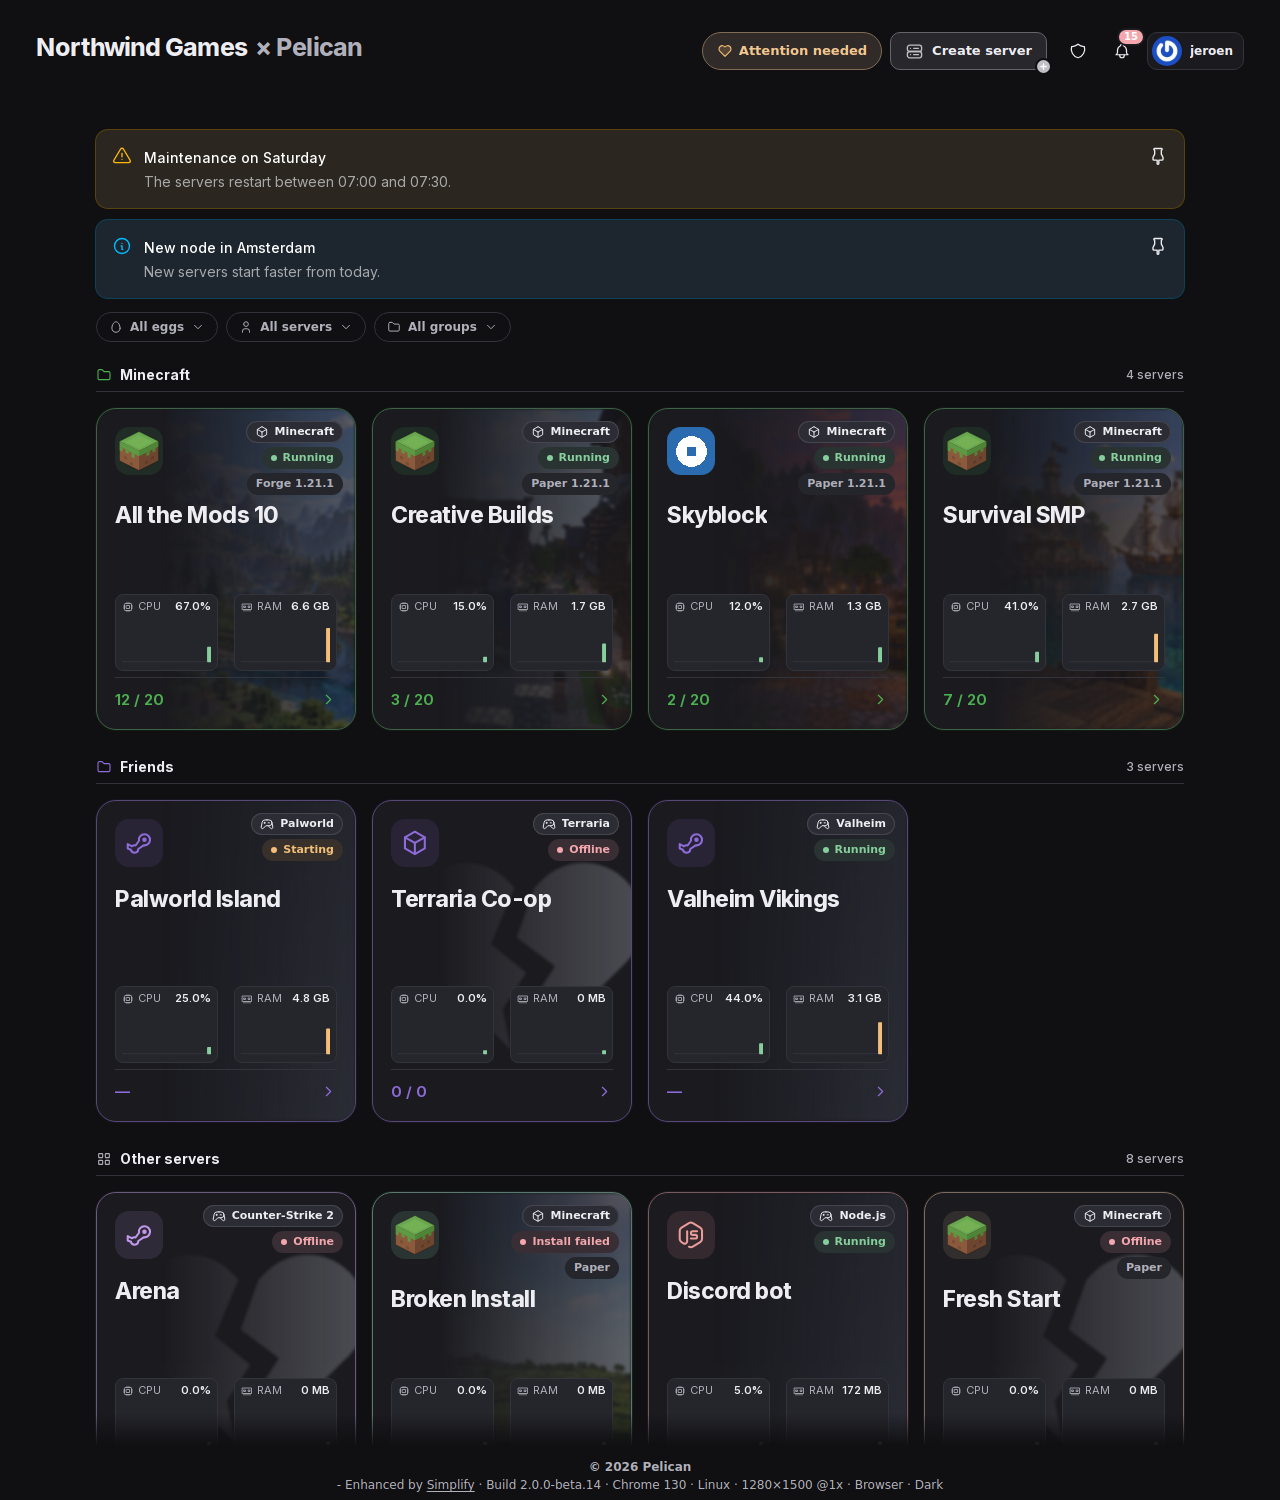 Northwind Games × Pelican
Attention needed
Create server
15
jeroen
Maintenance on Saturday
The servers restart between 07:00 and 07:30.
New node in Amsterdam
New servers start faster from today.
All eggs
All servers
All groups
Minecraft
4 servers
Minecraft
Running
Forge 1.21.1
All the Mods 10
CPU 67.0%
RAM 6.6 GB
12 / 20
Minecraft
Running
Paper 1.21.1
Creative Builds
CPU 15.0%
RAM 1.7 GB
3 / 20
Minecraft
Running
Paper 1.21.1
Skyblock
CPU 12.0%
RAM 1.3 GB
2 / 20
Minecraft
Running
Paper 1.21.1
Survival SMP
CPU 41.0%
RAM 2.7 GB
7 / 20
Friends
3 servers
Palworld
Starting
Palworld Island
CPU 25.0%
RAM 4.8 GB
—
Terraria
Offline
Terraria Co-op
CPU 0.0%
RAM 0 MB
0 / 0
Valheim
Running
Valheim Vikings
CPU 44.0%
RAM 3.1 GB
—
Other servers
8 servers
Counter-Strike 2
Offline
Arena
CPU 0.0%
RAM 0 MB
Minecraft
Install failed
Paper
Broken Install
CPU 0.0%
RAM 0 MB
Node.js
Running
Discord bot
CPU 5.0%
RAM 172 MB
Minecraft
Offline
Paper
Fresh Start
CPU 0.0%
RAM 0 MB
© 2026 Pelican
- Enhanced by Simplify · Build 2.0.0-beta.14 · Chrome 130 · Linux · 1280×1500 @1x · Browser · Dark